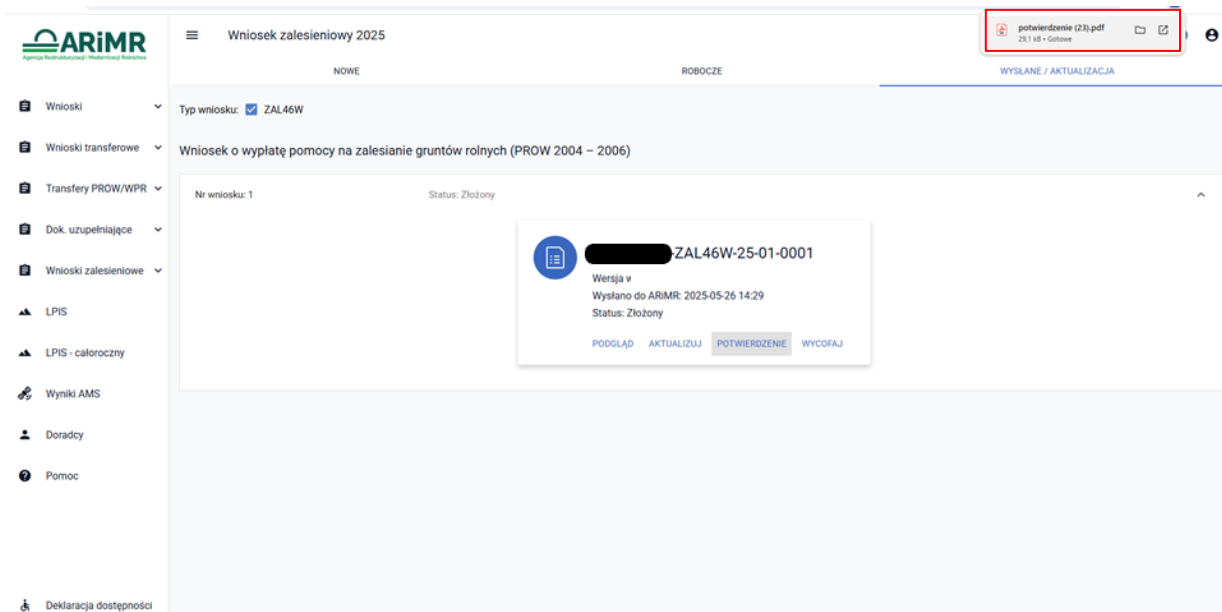 ARiMR
Agencja Restrukturyzacji i Modernizacji Rolnictwa
Wniosek zalesieniowy 2025
potwierdzenie (23).pdf
29,1 kB • Gotowe
NOWE
ROBOCZE
WYSŁANE / AKTUALIZACJA
Wnioski
Wnioski transferowe
Transfery PROW/WPR
Dok. uzupełniające
Wnioski zalesieniowe
LPIS
LPIS - całoroczny
Wyniki AMS
Doradcy
Pomoc
Deklaracja dostępności
Typ wniosku: ZAL46W
Wniosek o wypłatę pomocy na zalesianie gruntów rolnych (PROW 2004 – 2006)
Nr wniosku: 1
Status: Złożony
-ZAL46W-25-01-0001
Wersja w
Wysłano do ARiMR: 2025-05-26 14:29
Status: Złożony
PODGLĄD AKTUALIZUJ POTWIERDZENIE WYCOFAJ